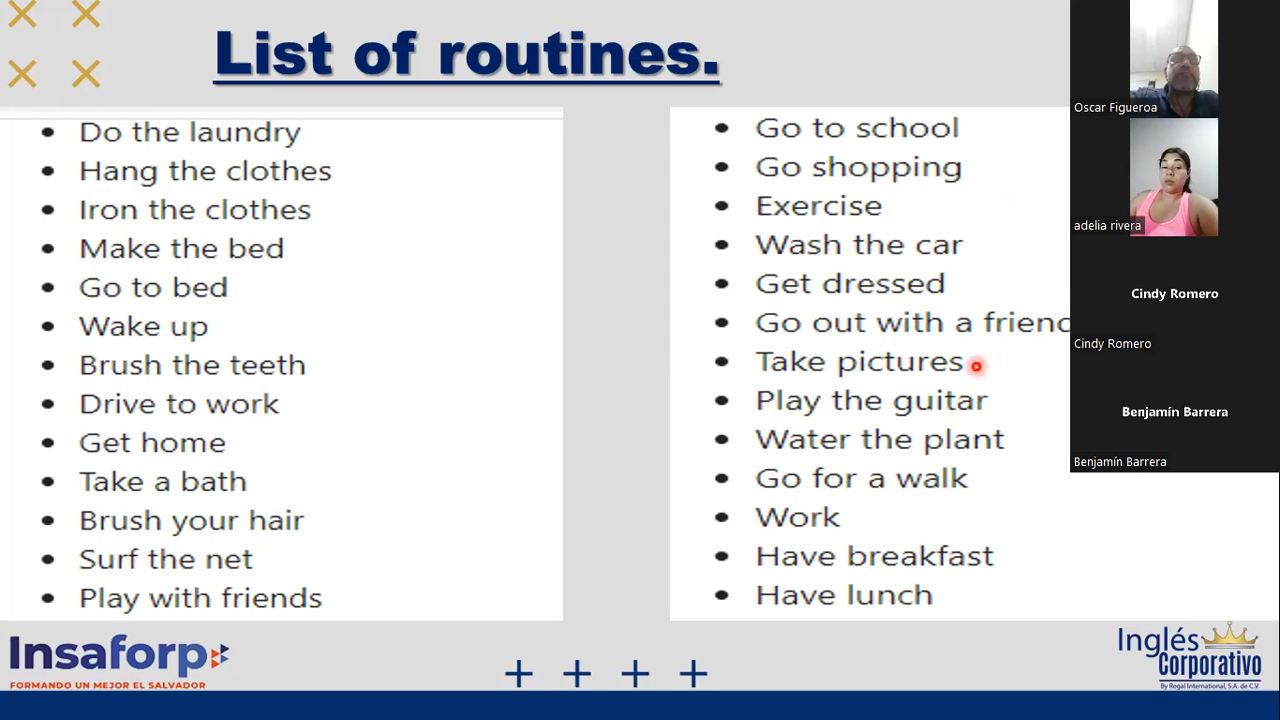 List of routines.
• Do the laundry
• Hang the clothes
• Iron the clothes
• Make the bed
• Go to bed
• Wake up
• Brush the teeth
• Drive to work
• Get home
• Take a bath
• Brush your hair
• Surf the net
• Play with friends
• Go to school
• Go shopping
• Exercise
• Wash the car
• Get dressed
• Go out with a friend
• Take pictures
• Play the guitar
• Water the plant
• Go for a walk
• Work
• Have breakfast
• Have lunch
Oscar Figueroa
adelia rivera
Cindy Romero
Cindy Romero
Benjamín Barrera
Benjamín Barrera
Insaforp
FORMANDO UN MEJOR EL SALVADOR
Inglés
Corporativo
By Regal International, S.A. de C.V.